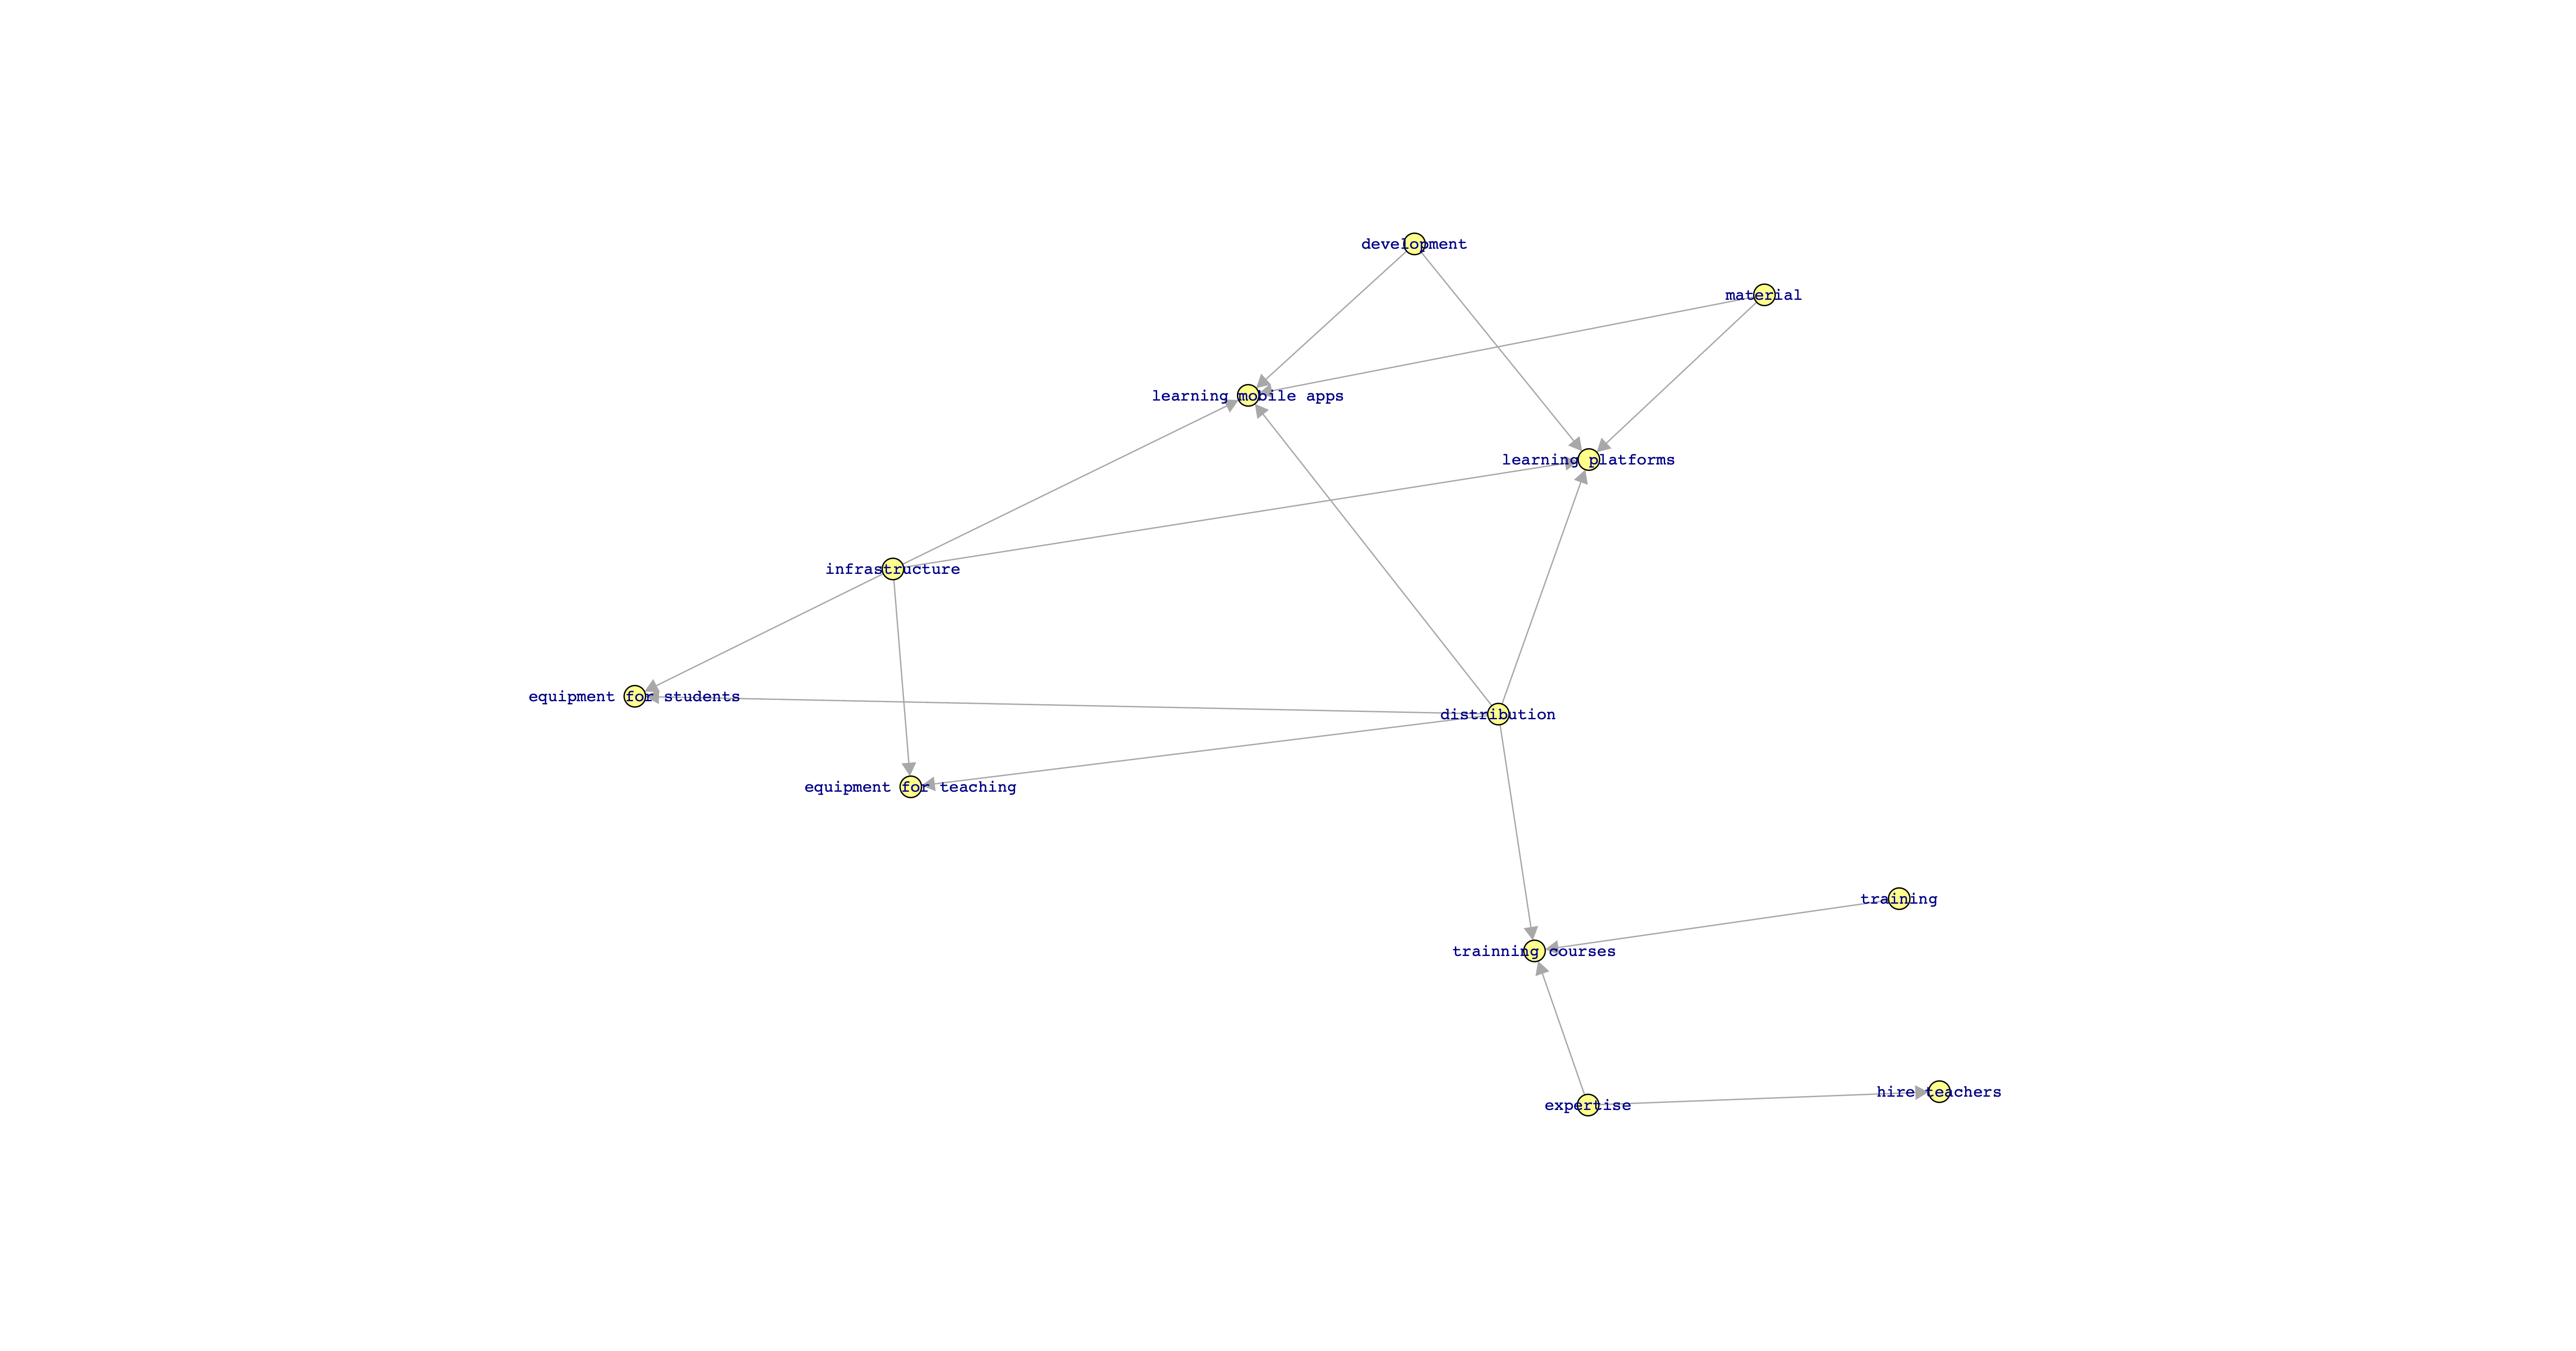 development
material
learning mobile apps
learning platforms
infrastructure
equipment for students
distribution
equipment for teaching
training
trainning courses
hire teachers
expertise